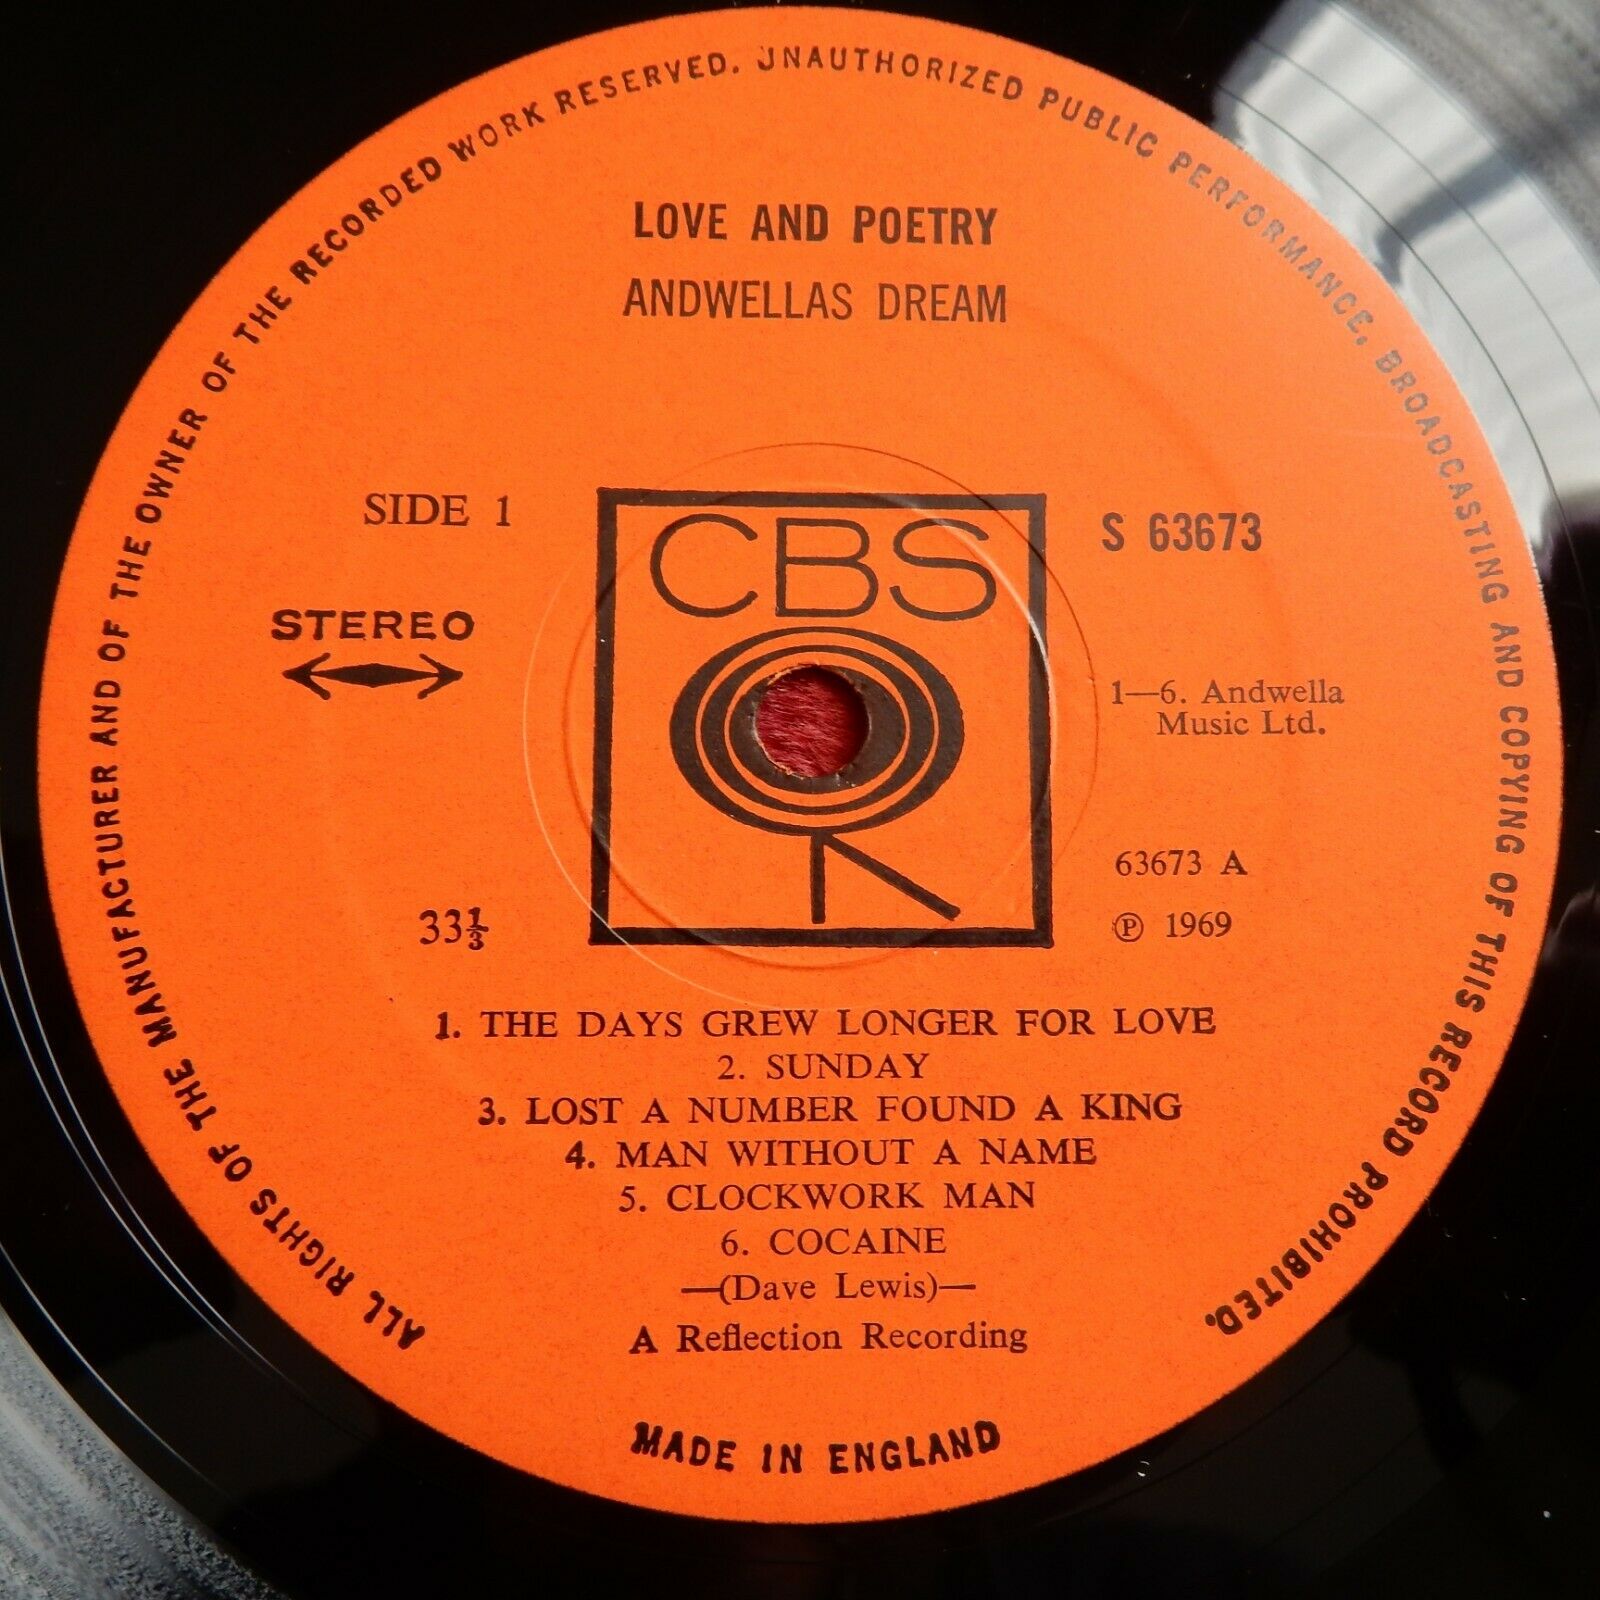 ALL RIGHTS OF THE MANUFACTURER AND OF THE OWNER OF THE RECORDED WORK RESERVED. UNAUTHORIZED PUBLIC PERFORMANCE, BROADCASTING AND COPYING OF THIS RECORD PROHIBITED.
LOVE AND POETRY
ANDWELLAS DREAM
SIDE 1
CBS
S 63673
STEREO
1—6. Andwella
Music Ltd.
63673 A
33⅓
℗ 1969
1. THE DAYS GREW LONGER FOR LOVE
2. SUNDAY
3. LOST A NUMBER FOUND A KING
4. MAN WITHOUT A NAME
5. CLOCKWORK MAN
6. COCAINE
—(Dave Lewis)—
A Reflection Recording
MADE IN ENGLAND